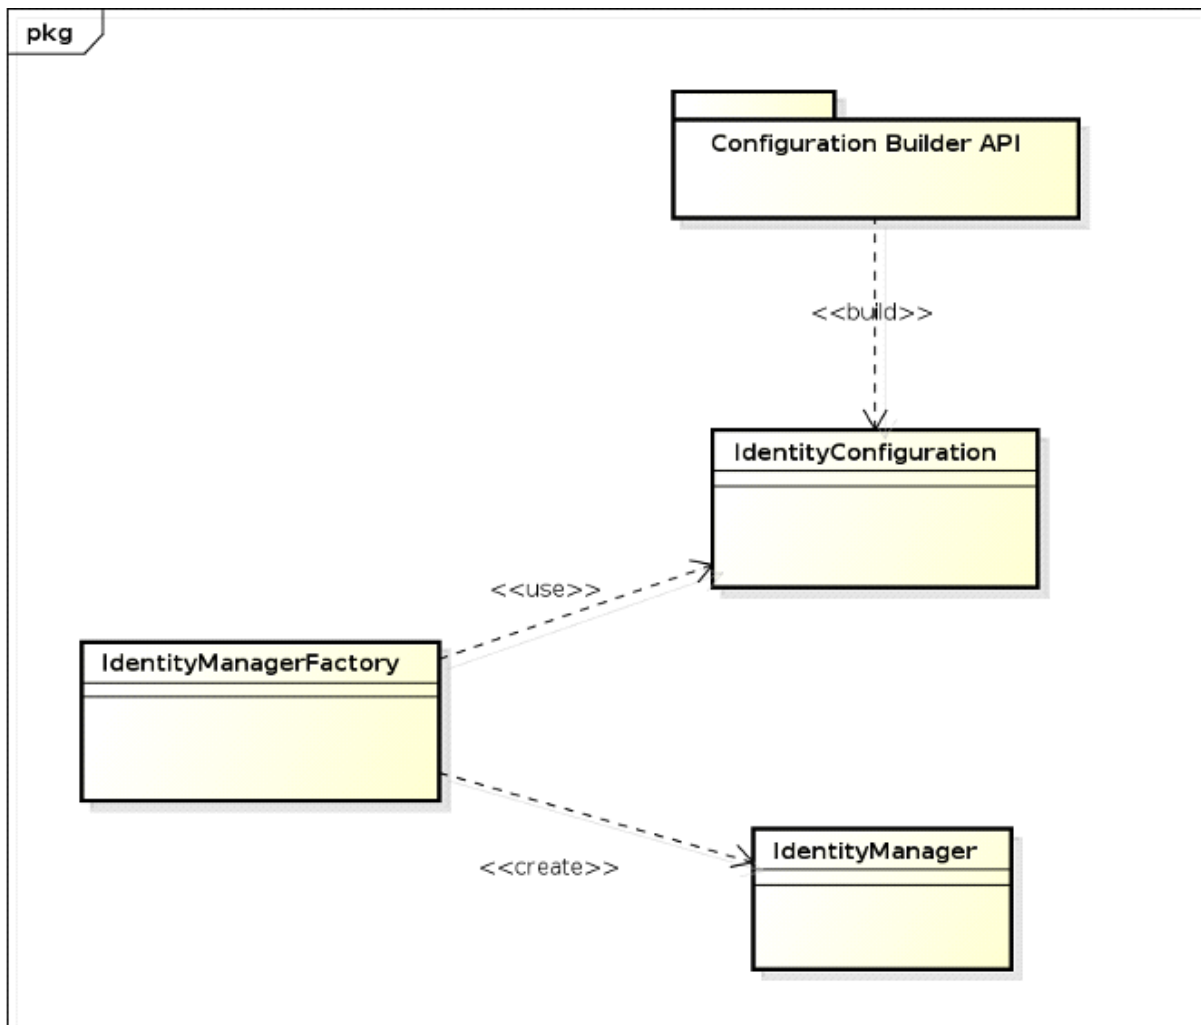 pkg
Configuration Builder API
<<build>>
IdentityConfiguration
<<use>>
IdentityManagerFactory
IdentityManager
<<create>>